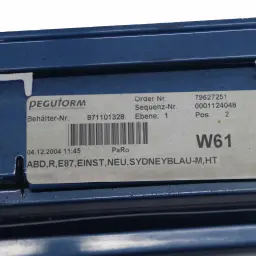 peguform
Order Nr 79627251
Sequenz-Nr. 0001124048
Behälter-Nr. 871101328
Ebene. 1 Pos 2
W61
04.12.2004 11:45 PaRo
ABD,R,E87,EINST,NEU,SYDNEYBLAU-M,HT